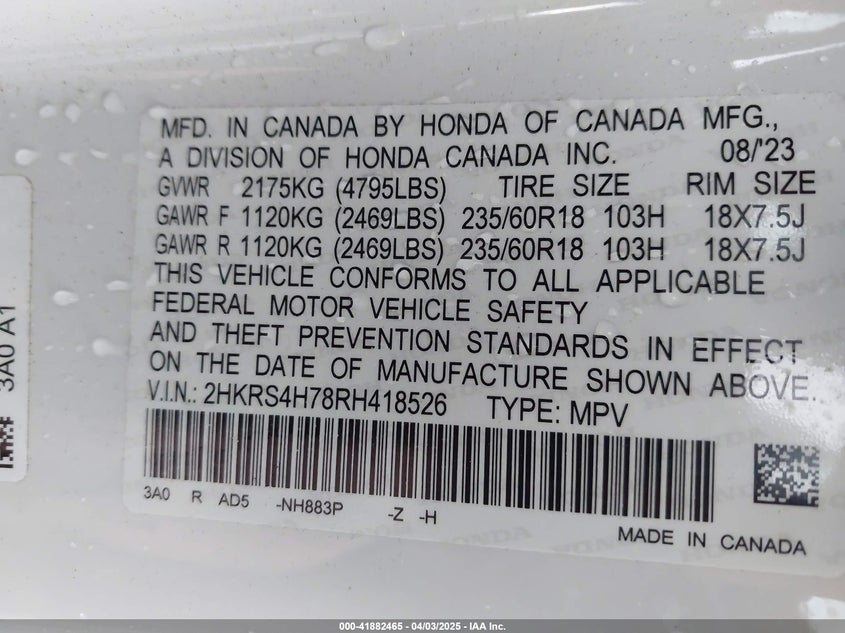 MFD. IN CANADA BY HONDA OF CANADA MFG.,
A DIVISION OF HONDA CANADA INC. 08/'23
GVWR 2175KG (4795LBS) TIRE SIZE RIM SIZE
GAWR F 1120KG (2469LBS) 235/60R18 103H 18X7.5J
GAWR R 1120KG (2469LBS) 235/60R18 103H 18X7.5J
THIS VEHICLE CONFORMS TO ALL APPLICABLE
FEDERAL MOTOR VEHICLE SAFETY
AND THEFT PREVENTION STANDARDS IN EFFECT
ON THE DATE OF MANUFACTURE SHOWN ABOVE.
V.I.N.: 2HKRS4H78RH418526 TYPE: MPV
3A0 R AD5 -NH883P -Z -H
MADE IN CANADA
3A0 A1
000-41882465 - 04/03/2025 - IAA Inc.